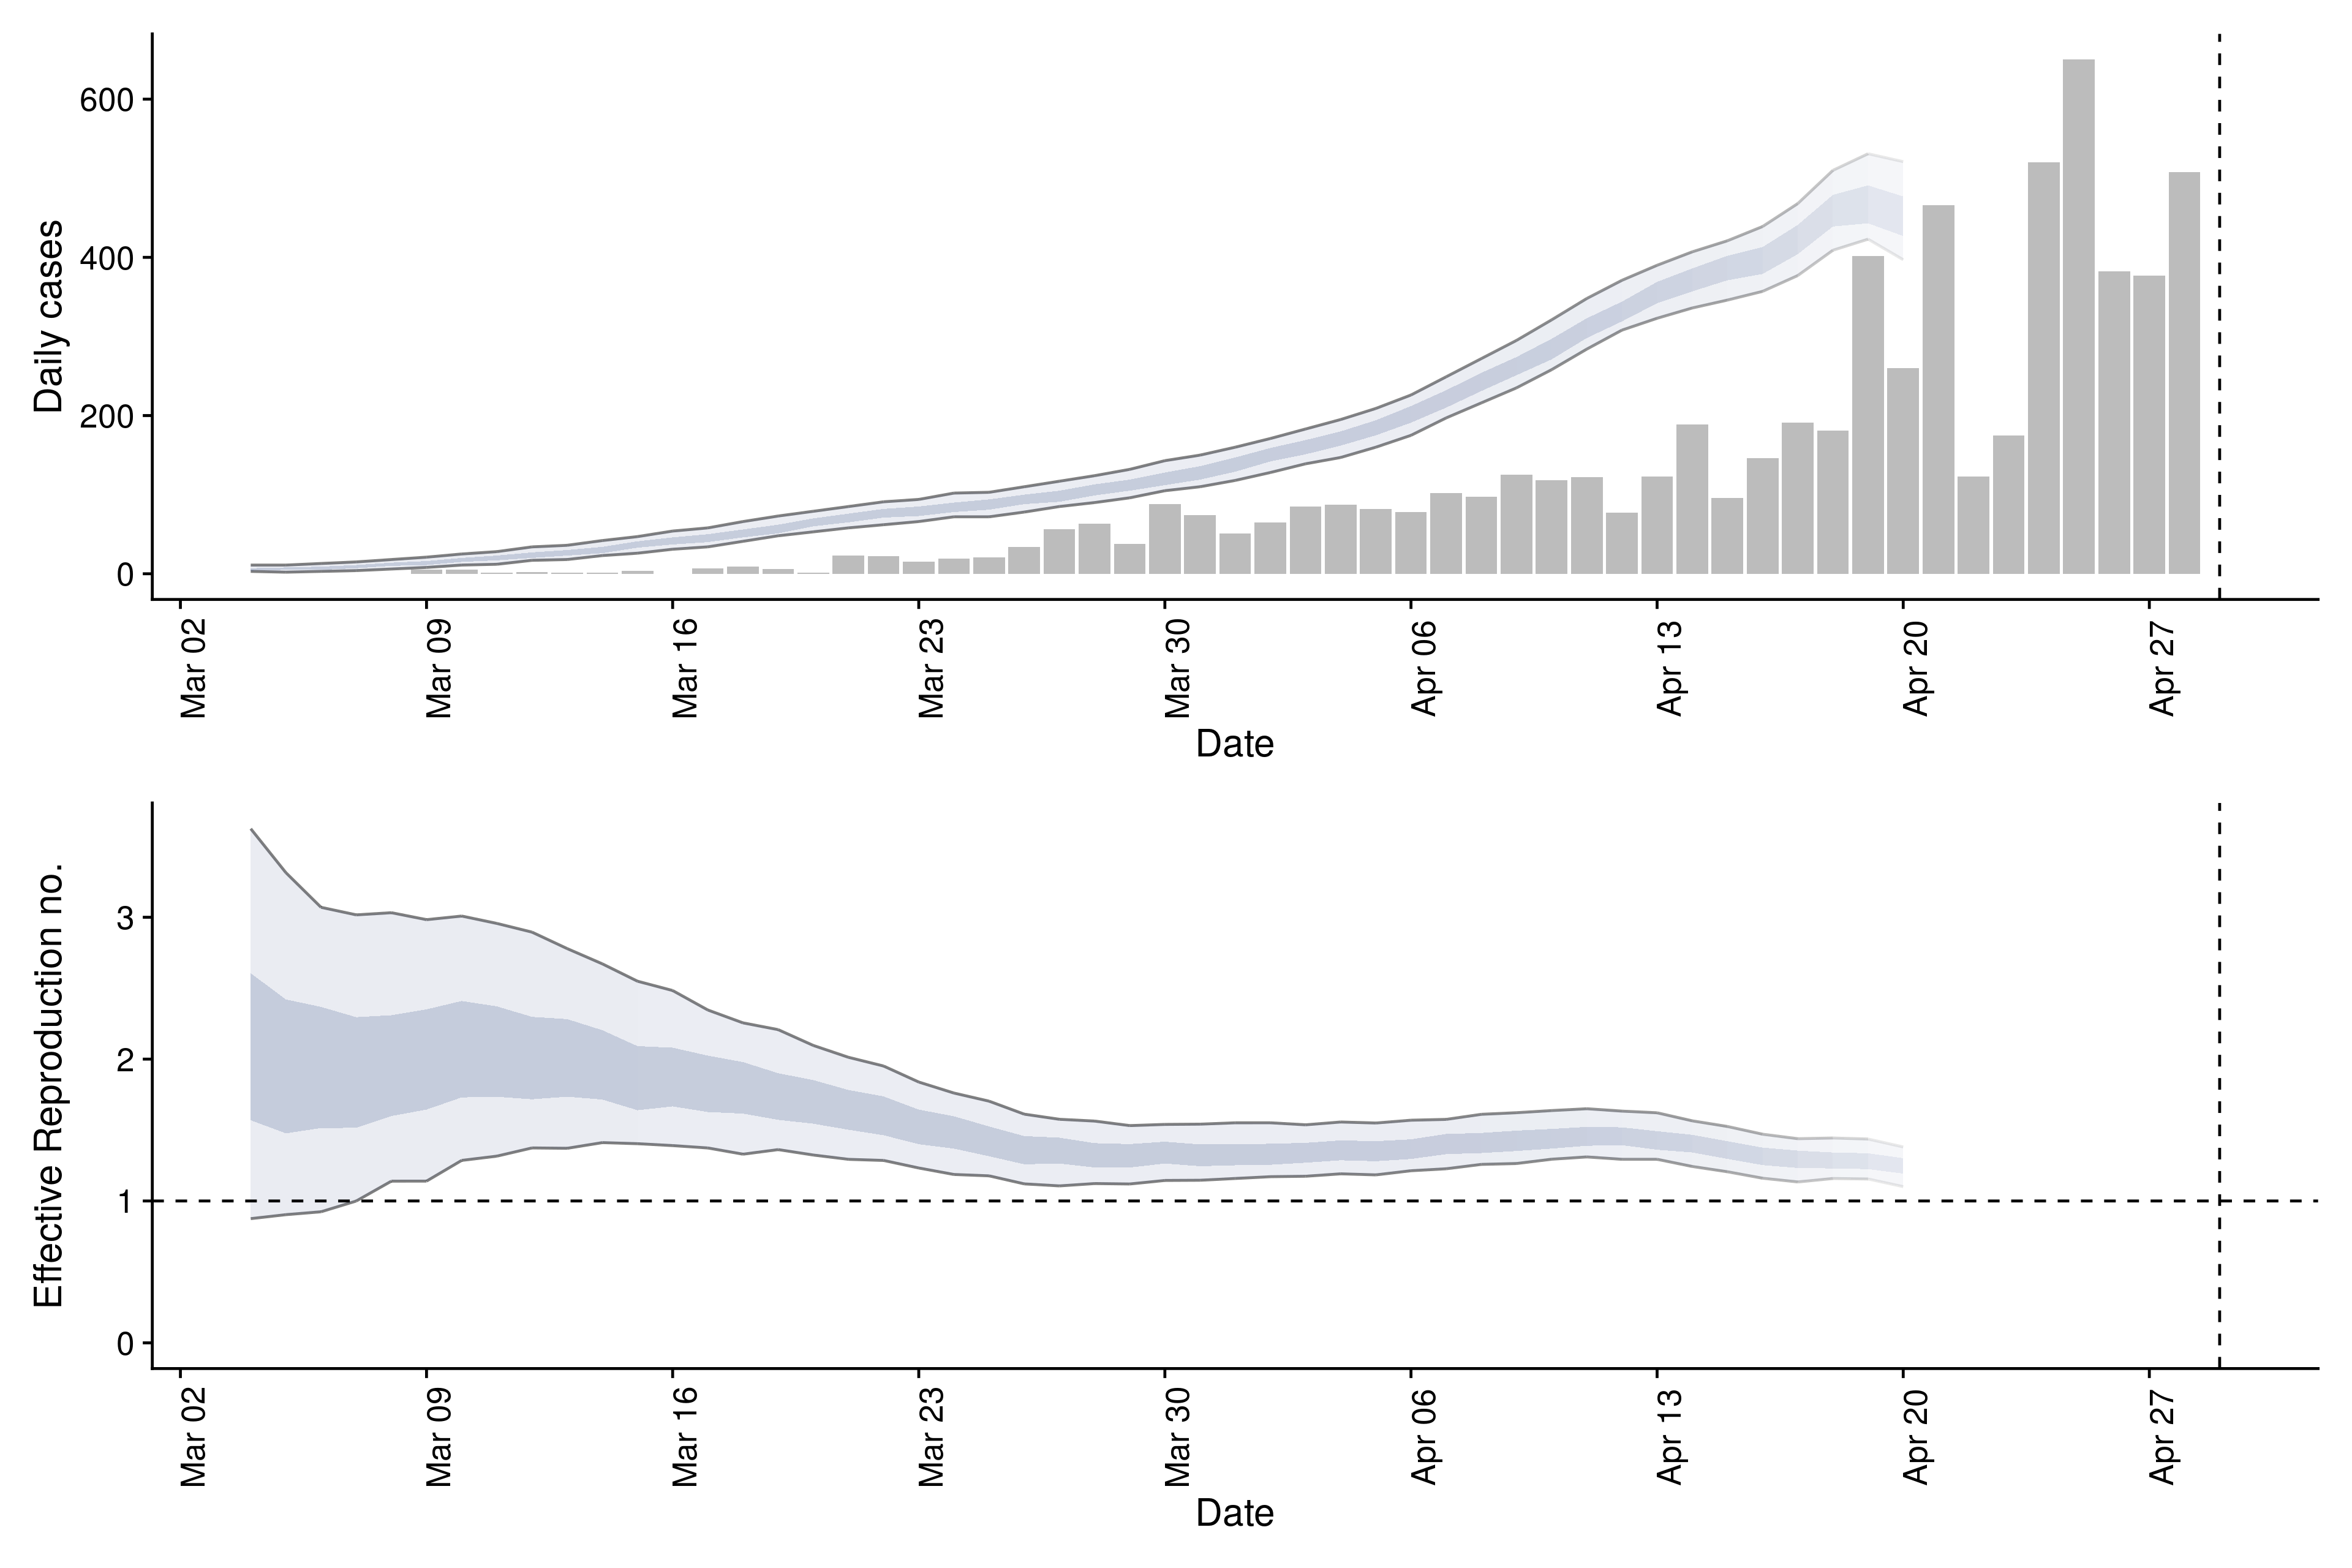 Daily cases
600
400
200
0
Mar 02
Mar 09
Mar 16
Mar 23
Mar 30
Apr 06
Apr 13
Apr 20
Apr 27
Date
Effective Reproduction no.
3
2
1
0
Mar 02
Mar 09
Mar 16
Mar 23
Mar 30
Apr 06
Apr 13
Apr 20
Apr 27
Date